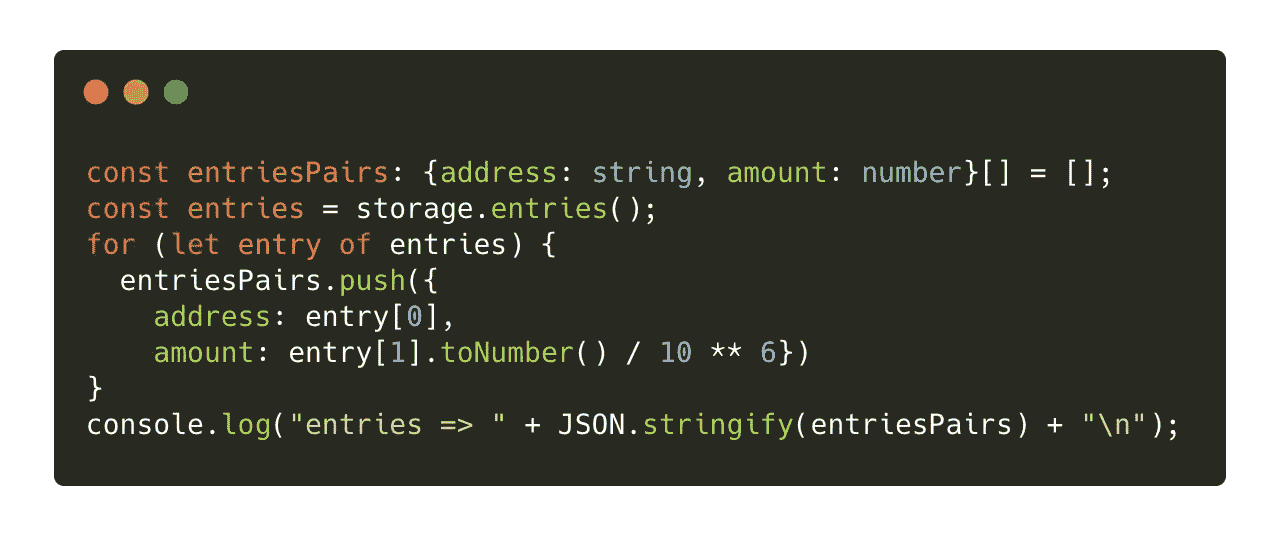 const entriesPairs: {address: string, amount: number}[] = [];
const entries = storage.entries();
for (let entry of entries) {
  entriesPairs.push({
    address: entry[0],
    amount: entry[1].toNumber() / 10 ** 6})
}
console.log("entries => " + JSON.stringify(entriesPairs) + "\n");